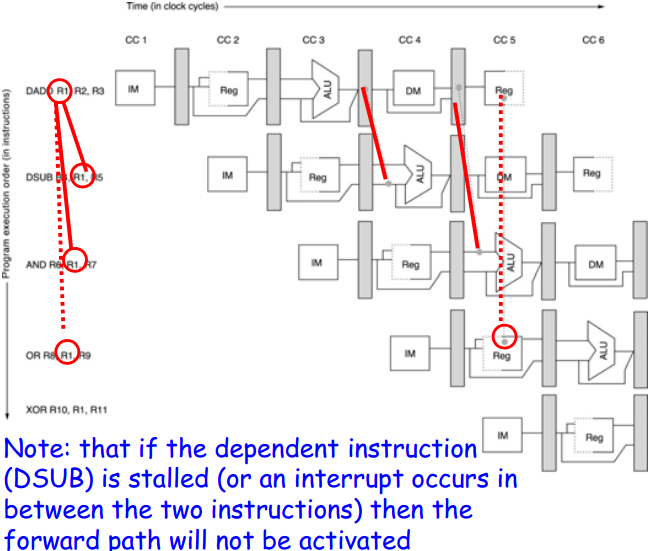 Time (in clock cycles)
CC 1 CC 2 CC 3 CC 4 CC 5 CC 6
Program execution order (in instructions)
DADD R1, R2, R3
IM Reg ALU DM Reg
DSUB R1, R5
IM Reg ALU DM Reg
AND R6, R1, R7
IM Reg ALU DM
OR R8, R1, R9
IM Reg ALU
XOR R10, R1, R11
IM Reg
Note: that if the dependent instruction
(DSUB) is stalled (or an interrupt occurs in
between the two instructions) then the
forward path will not be activated